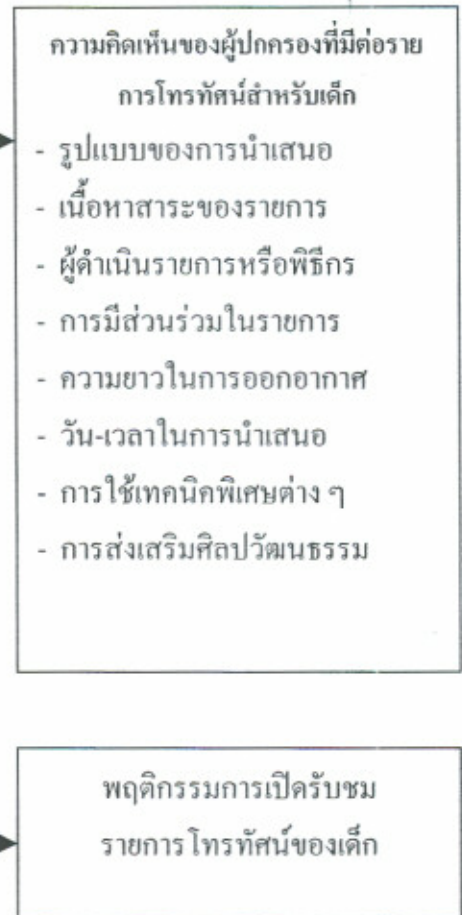 ความคิดเห็นของผู้ปกครองที่มีต่อราย
การโทรทัศน์สำหรับเด็ก
- รูปแบบของการนำเสนอ
- เนื้อหาสาระของรายการ
- ผู้ดำเนินรายการหรือพิธีกร
- การมีส่วนร่วมในรายการ
- ความยาวในการออกอากาศ
- วัน-เวลาในการนำเสนอ
- การใช้เทคนิคพิเศษต่าง ๆ
- การส่งเสริมศิลปวัฒนธรรม
พฤติกรรมการเปิดรับชม
รายการโทรทัศน์ของเด็ก